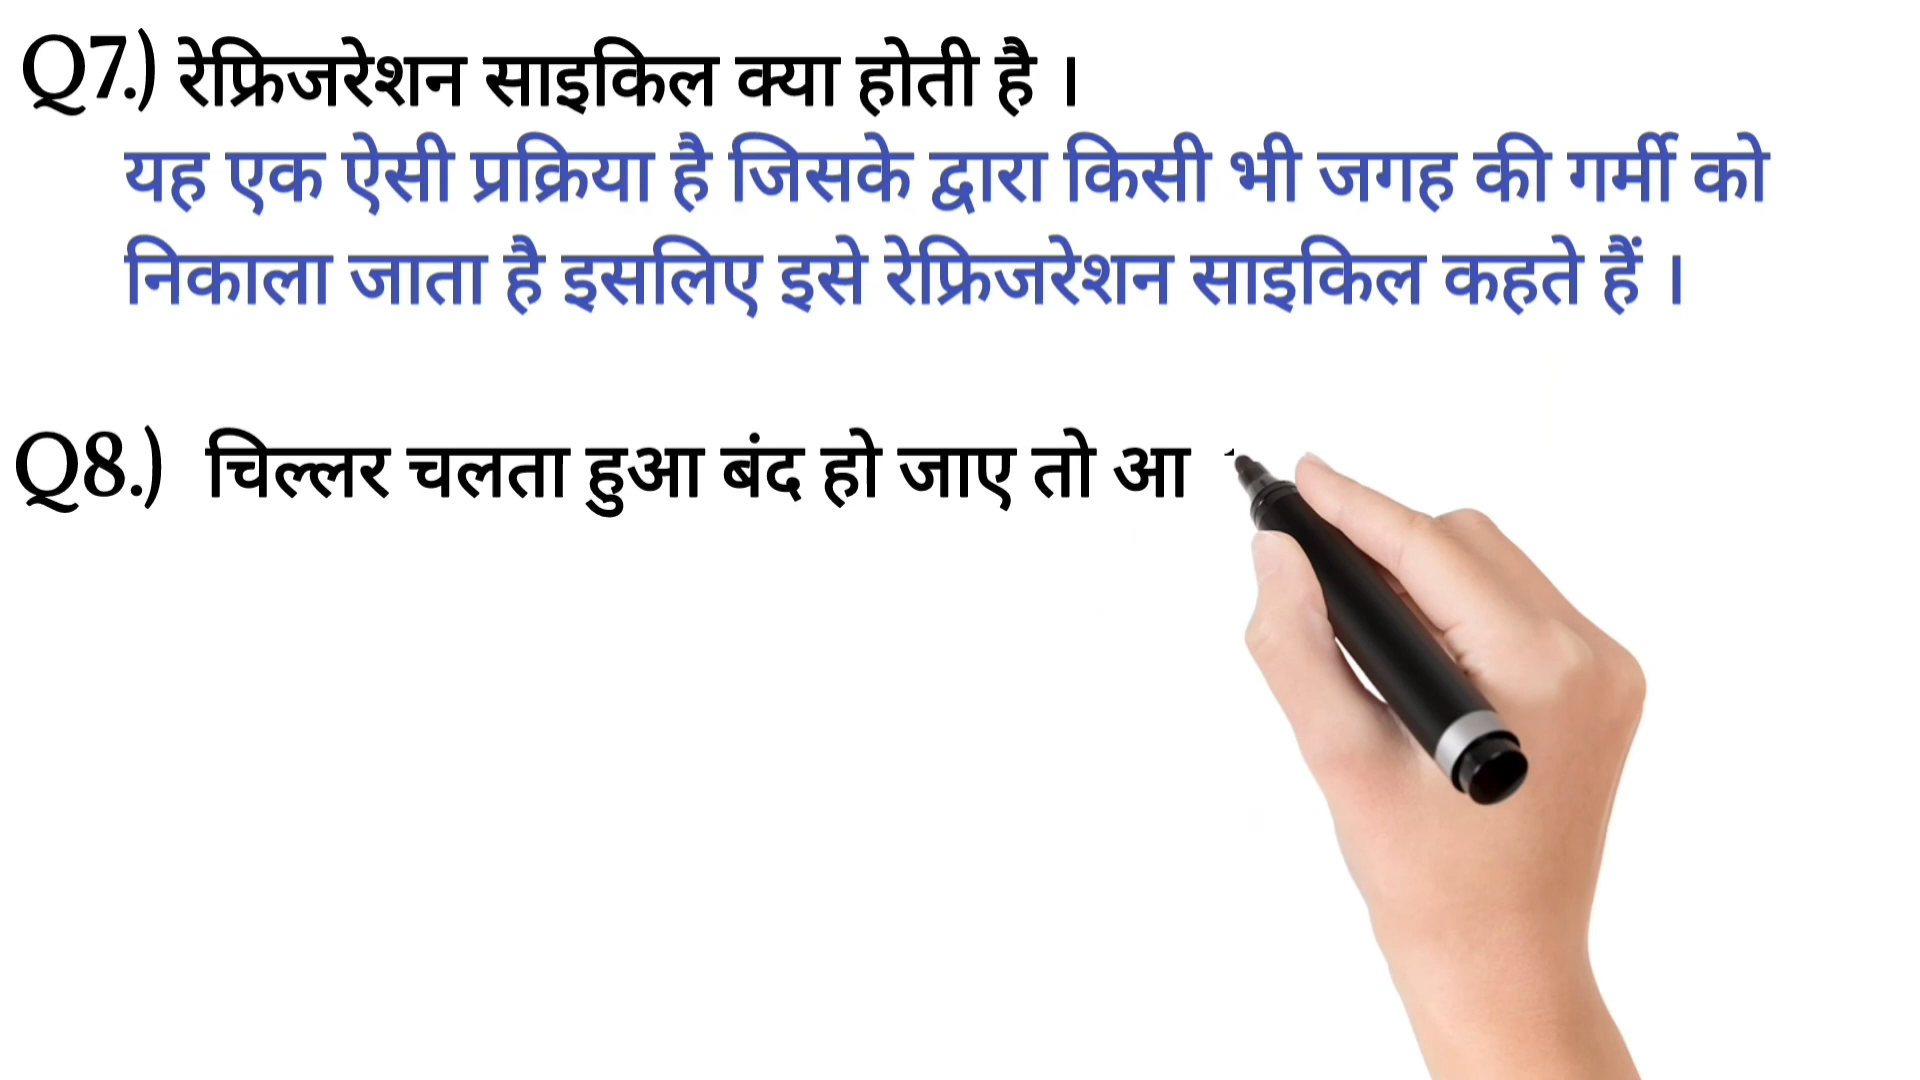 Q7.) रेफ्रिजरेशन साइकिल क्या होती है ।
यह एक ऐसी प्रक्रिया है जिसके द्वारा किसी भी जगह की गर्मी को
निकाला जाता है इसलिए इसे रेफ्रिजरेशन साइकिल कहते हैं ।
Q8.) चिल्लर चलता हुआ बंद हो जाए तो आ